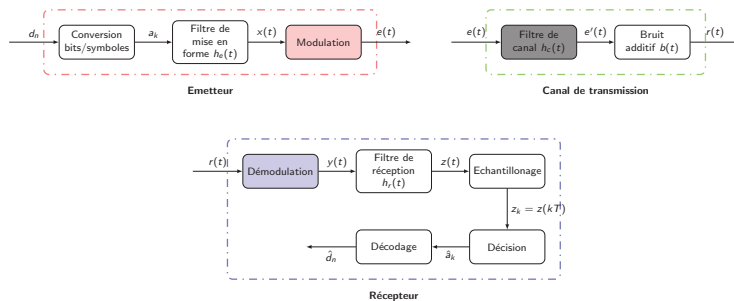 d_n
Conversion
bits/symboles
a_k
Filtre de
mise en
forme h_e(t)
x(t)
Modulation
e(t)
Emetteur
e(t)
Filtre de
canal h_c(t)
e′(t)
Bruit
additif b(t)
r(t)
Canal de transmission
r(t)
Démodulation
y(t)
Filtre de
réception
h_r(t)
z(t)
Echantillonage
z_k = z(kT)
Décision
â_k
Décodage
d̂_n
Récepteur